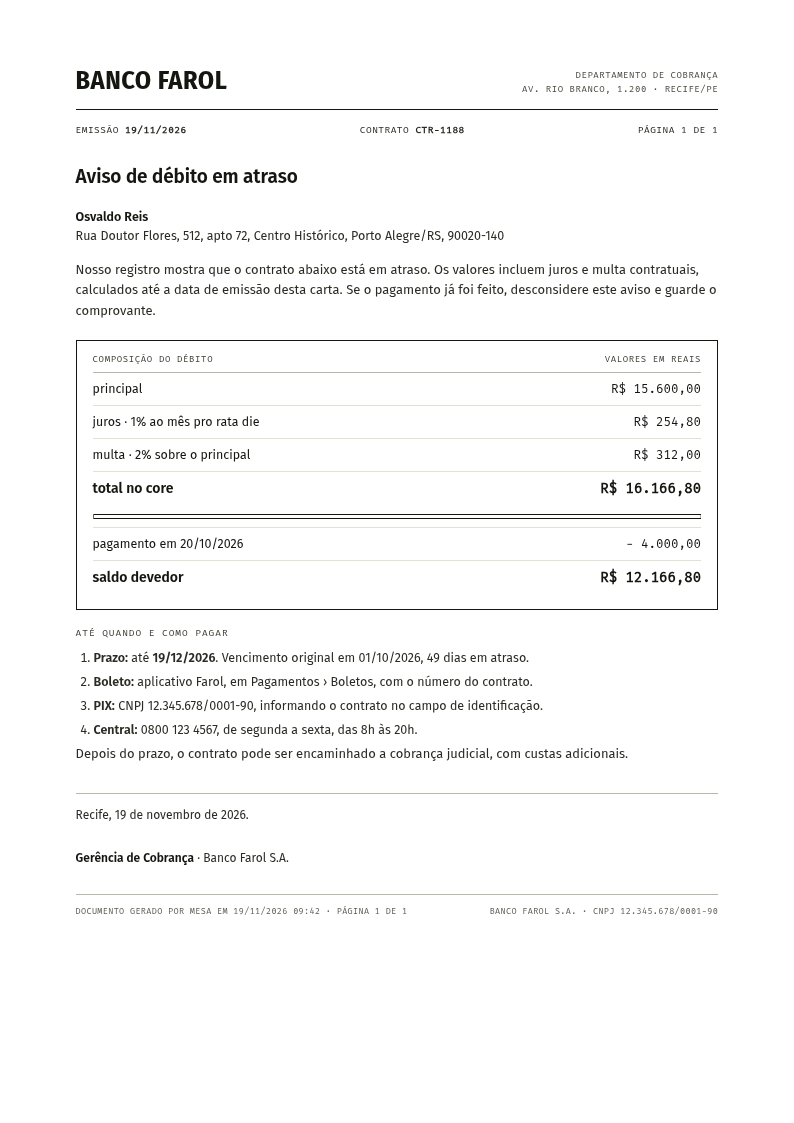 BANCO FAROL
DEPARTAMENTO DE COBRANÇA
AV. RIO BRANCO, 1.200 · RECIFE/PE
EMISSÃO 19/11/2026 CONTRATO CTR-1188 PÁGINA 1 DE 1
Aviso de débito em atraso
Osvaldo Reis
Rua Doutor Flores, 512, apto 72, Centro Histórico, Porto Alegre/RS, 90020-140
Nosso registro mostra que o contrato abaixo está em atraso. Os valores incluem juros e multa contratuais,
calculados até a data de emissão desta carta. Se o pagamento já foi feito, desconsidere este aviso e guarde o
comprovante.
COMPOSIÇÃO DO DÉBITO VALORES EM REAIS
principal R$ 15.600,00
juros · 1% ao mês pro rata die R$ 254,80
multa · 2% sobre o principal R$ 312,00
total no core R$ 16.166,80
pagamento em 20/10/2026 − 4.000,00
saldo devedor R$ 12.166,80
ATÉ QUANDO E COMO PAGAR
1. Prazo: até 19/12/2026. Vencimento original em 01/10/2026, 49 dias em atraso.
2. Boleto: aplicativo Farol, em Pagamentos › Boletos, com o número do contrato.
3. PIX: CNPJ 12.345.678/0001-90, informando o contrato no campo de identificação.
4. Central: 0800 123 4567, de segunda a sexta, das 8h às 20h.
Depois do prazo, o contrato pode ser encaminhado a cobrança judicial, com custas adicionais.
Recife, 19 de novembro de 2026.
Gerência de Cobrança · Banco Farol S.A.
DOCUMENTO GERADO POR MESA EM 19/11/2026 09:42 · PÁGINA 1 DE 1 BANCO FAROL S.A. · CNPJ 12.345.678/0001-90